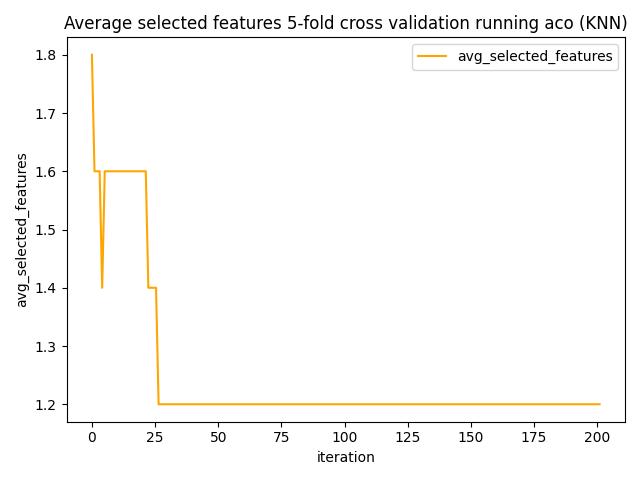 Average selected features 5-fold cross validation running aco (KNN)
avg_selected_features
avg_selected_features
1.8
1.7
1.6
1.5
1.4
1.3
1.2
0 25 50 75 100 125 150 175 200
iteration